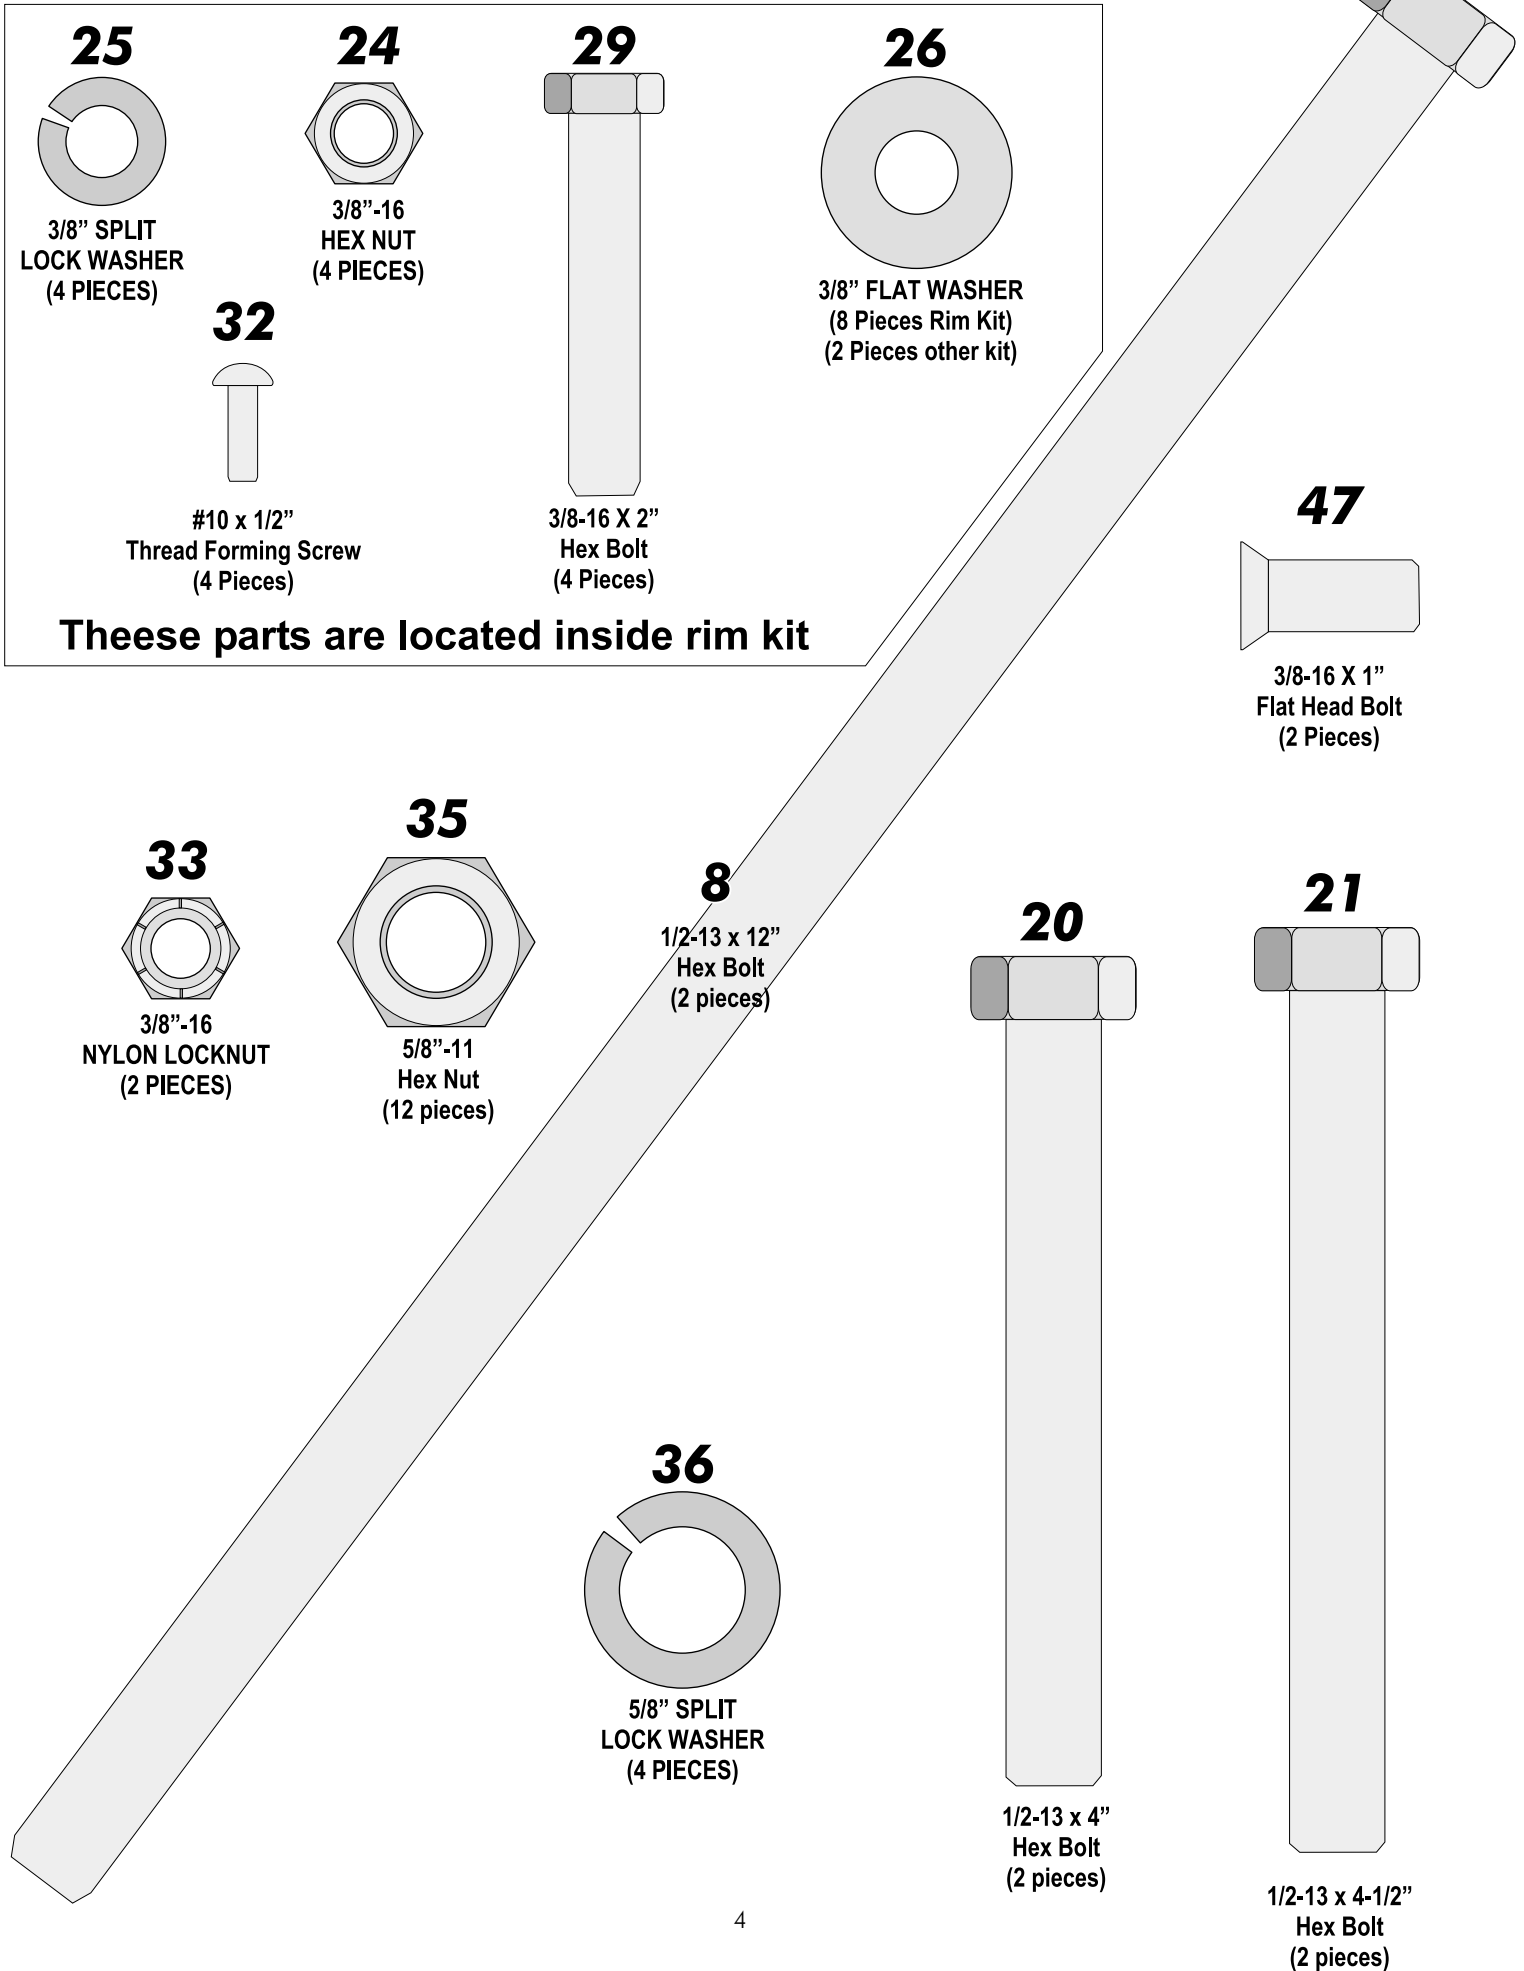 25
3/8” SPLIT
LOCK WASHER
(4 PIECES)
24
3/8”-16
HEX NUT
(4 PIECES)
29
3/8-16 X 2”
Hex Bolt
(4 Pieces)
26
3/8” FLAT WASHER
(8 Pieces Rim Kit)
(2 Pieces other kit)
32
#10 x 1/2”
Thread Forming Screw
(4 Pieces)
Theese parts are located inside rim kit
47
3/8-16 X 1”
Flat Head Bolt
(2 Pieces)
33
3/8”-16
NYLON LOCKNUT
(2 PIECES)
35
5/8”-11
Hex Nut
(12 pieces)
8
1/2-13 x 12”
Hex Bolt
(2 pieces)
20
1/2-13 x 4”
Hex Bolt
(2 pieces)
21
1/2-13 x 4-1/2”
Hex Bolt
(2 pieces)
36
5/8” SPLIT
LOCK WASHER
(4 PIECES)
4